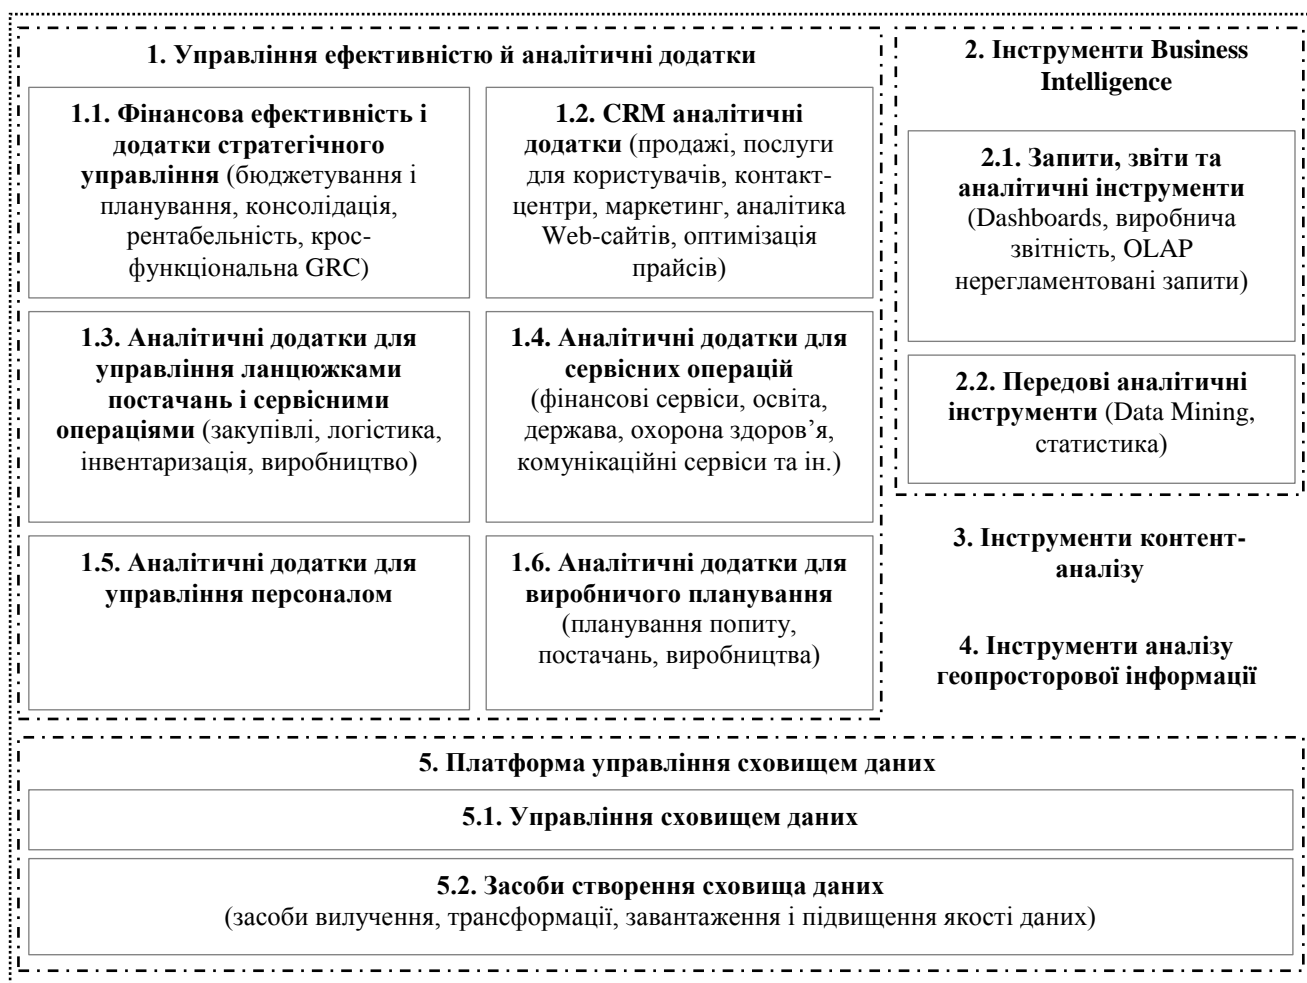 1. Управління ефективністю й аналітичні додатки
1.1. Фінансова ефективність і
додатки стратегічного
управління (бюджетування і
планування, консолідація,
рентабельність, крос-
функціональна GRC)
1.2. CRM аналітичні
додатки (продажі, послуги
для користувачів, контакт-
центри, маркетинг, аналітика
Web-сайтів, оптимізація
прайсів)
1.3. Аналітичні додатки для
управління ланцюжками
постачань і сервісними
операціями (закупівлі, логістика,
інвентаризація, виробництво)
1.4. Аналітичні додатки для
сервісних операцій
(фінансові сервіси, освіта,
держава, охорона здоров’я,
комунікаційні сервіси та ін.)
1.5. Аналітичні додатки для
управління персоналом
1.6. Аналітичні додатки для
виробничого планування
(планування попиту,
постачань, виробництва)
2. Інструменти Business
Intelligence
2.1. Запити, звіти та
аналітичні інструменти
(Dashboards, виробнича
звітність, OLAP
нерегламентовані запити)
2.2. Передові аналітичні
інструменти (Data Mining,
статистика)
3. Інструменти контент-
аналізу
4. Інструменти аналізу
геопросторової інформації
5. Платформа управління сховищем даних
5.1. Управління сховищем даних
5.2. Засоби створення сховища даних
(засоби вилучення, трансформації, завантаження і підвищення якості даних)